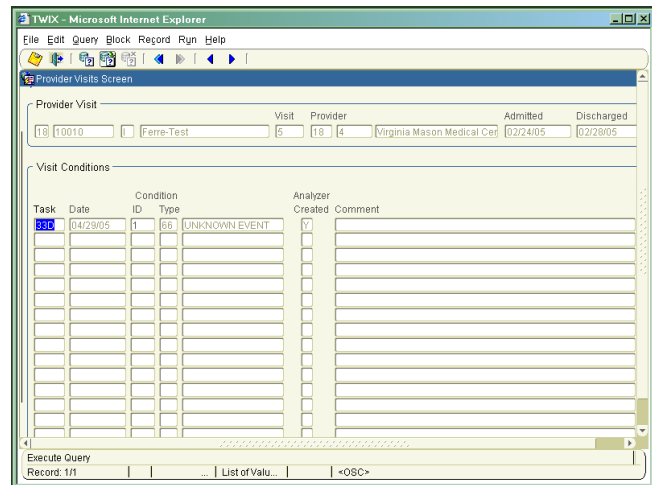 TWIX - Microsoft Internet Explorer
File Edit Query Block Record Run Help
Provider Visits Screen
Provider Visit
Visit Provider Admitted Discharged
18 10010 I Ferre-Test 5 18 4 Virginia Mason Medical Cer 02/24/05 02/28/05
Visit Conditions
Condition Analyzer
Task Date ID Type Created Comment
33D 04/29/05 1 66 UNKNOWN EVENT Y
Execute Query
Record: 1/1 ... List of Valu... <OSC>